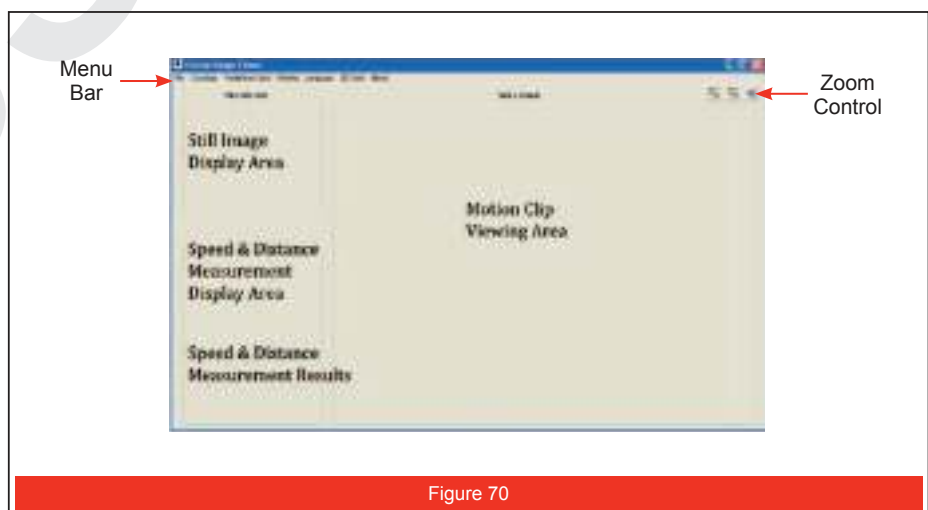 Menu
Bar
Zoom
Control
Still Image
Display Area
Motion Clip
Viewing Area
Speed & Distance
Measurement
Display Area
Speed & Distance
Measurement Results
Figure 70